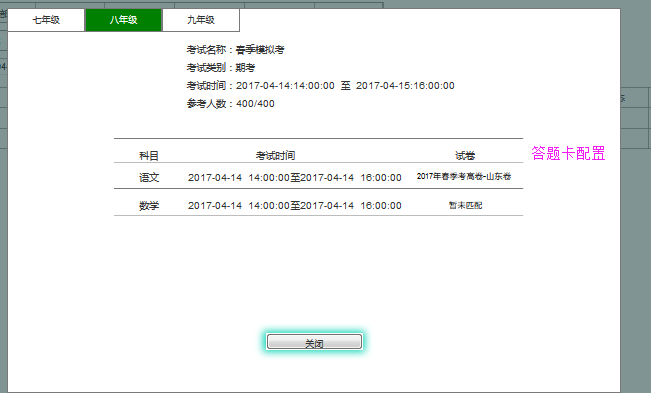 七年级 八年级 九年级
考试名称：春季模拟考
考试类别：期考
考试时间：2017-04-14:14:00:00 至 2017-04-15:16:00:00
参考人数：400/400
科目 考试时间 试卷 答题卡配置
语文 2017-04-14 14:00:00至2017-04-14 16:00:00 2017年春季考高卷-山东卷
数学 2017-04-14 14:00:00至2017-04-14 16:00:00 暂未匹配
关闭